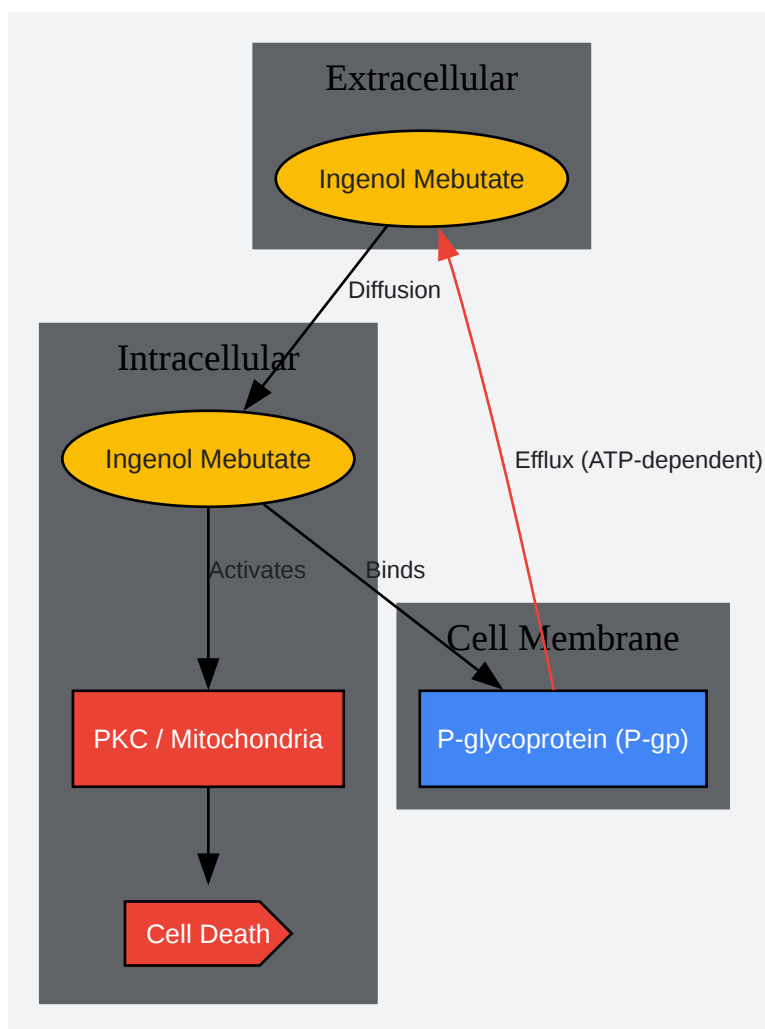 Extracellular
Ingenol Mebutate
Diffusion
Intracellular
Ingenol Mebutate
Efflux (ATP-dependent)
Activates
Binds
Cell Membrane
PKC / Mitochondria
P-glycoprotein (P-gp)
Cell Death